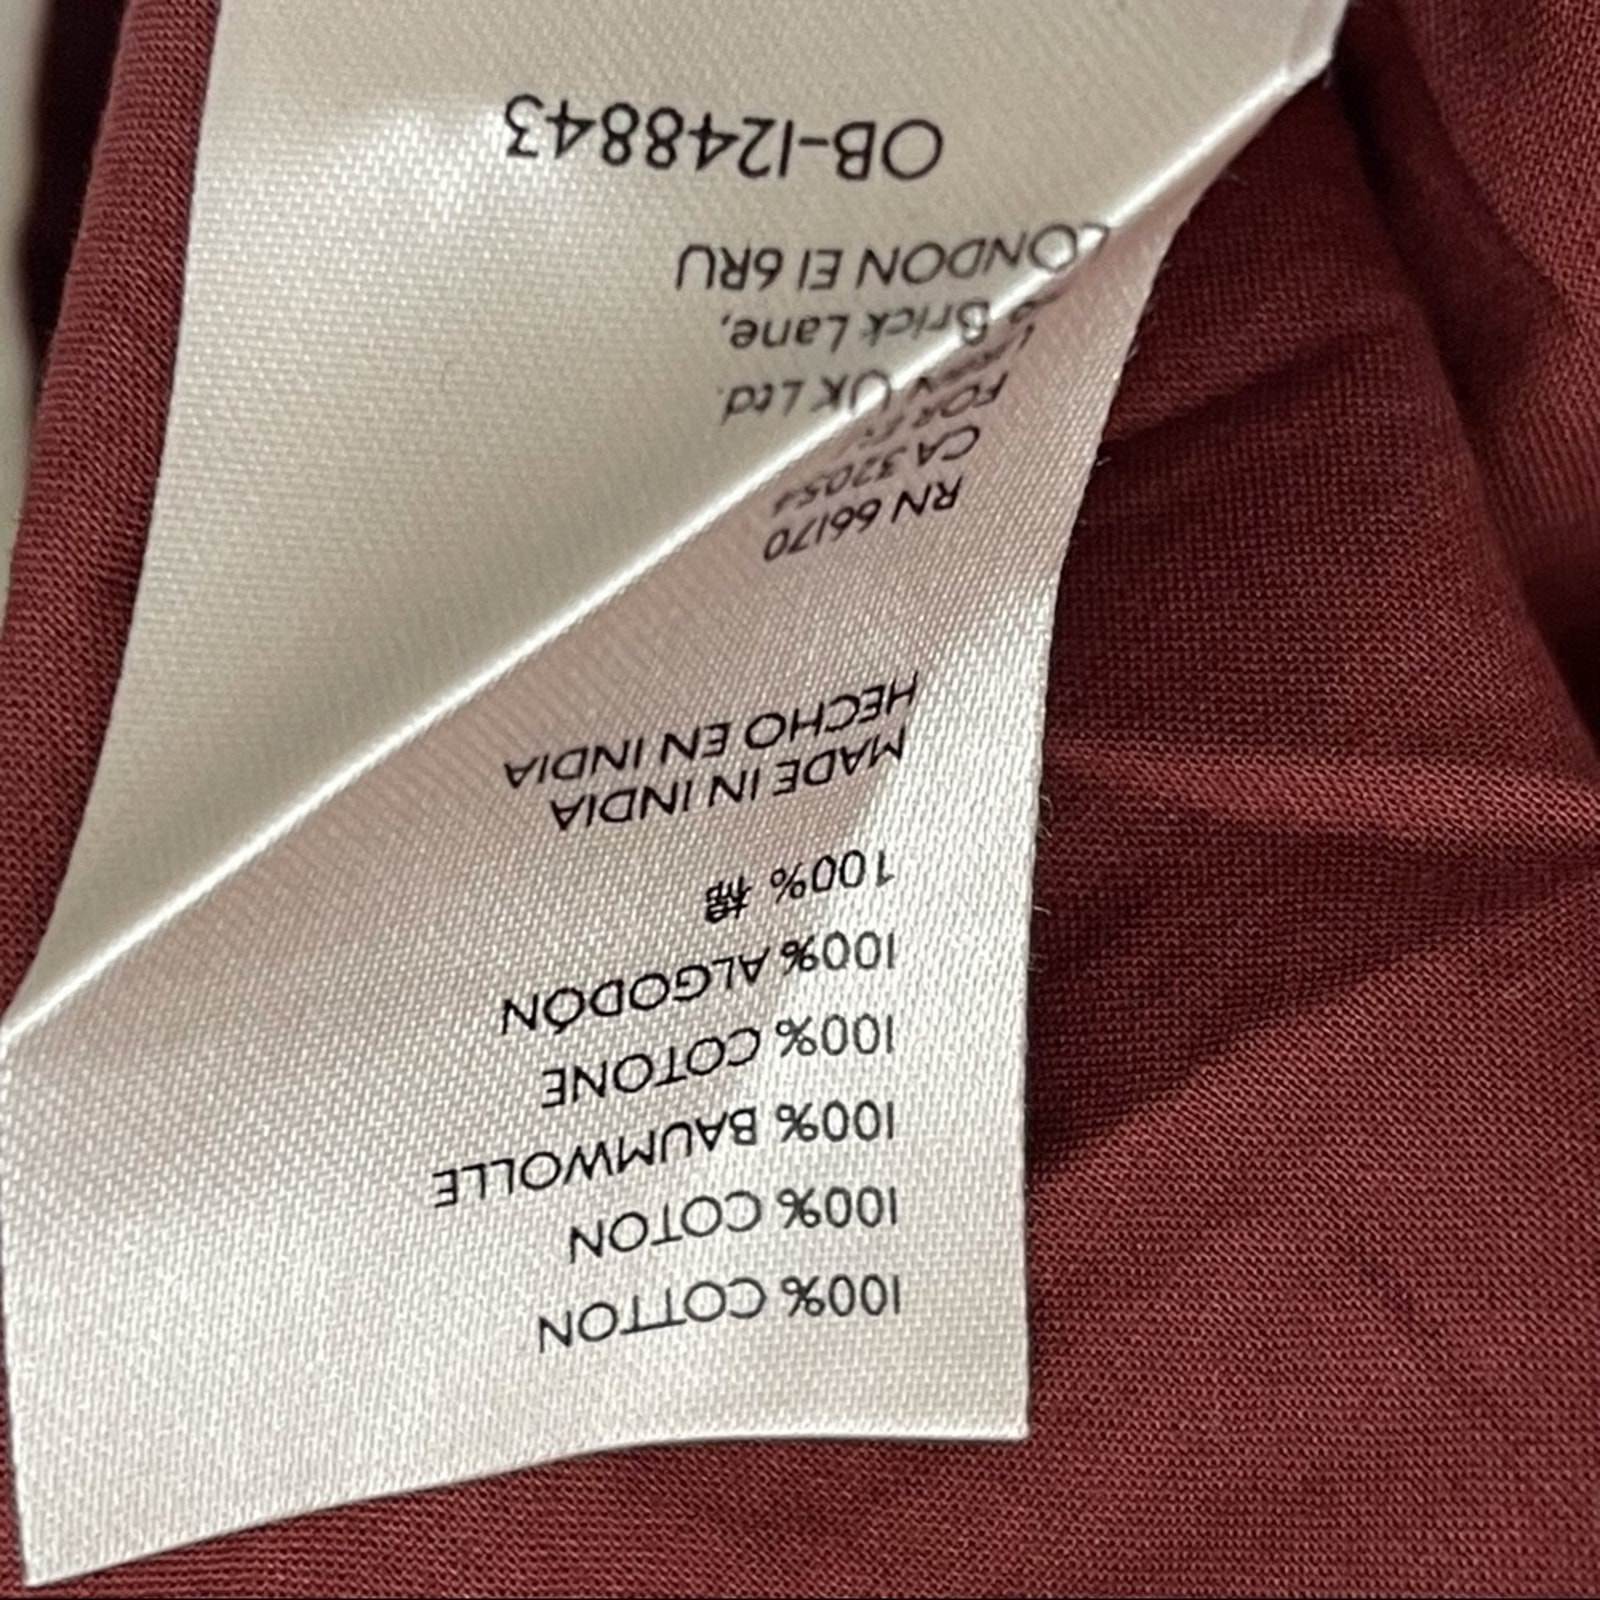 100% COTTON
100% COTON
100% BAUMWOLLE
100% COTONE
100% ALGODÓN
100% 棉
MADE IN INDIA
HECHO EN INDIA
RN 66170
CA 32054
FOR
UK Ltd.
Brick Lane,
LONDON E1 6RU
OB-1248843